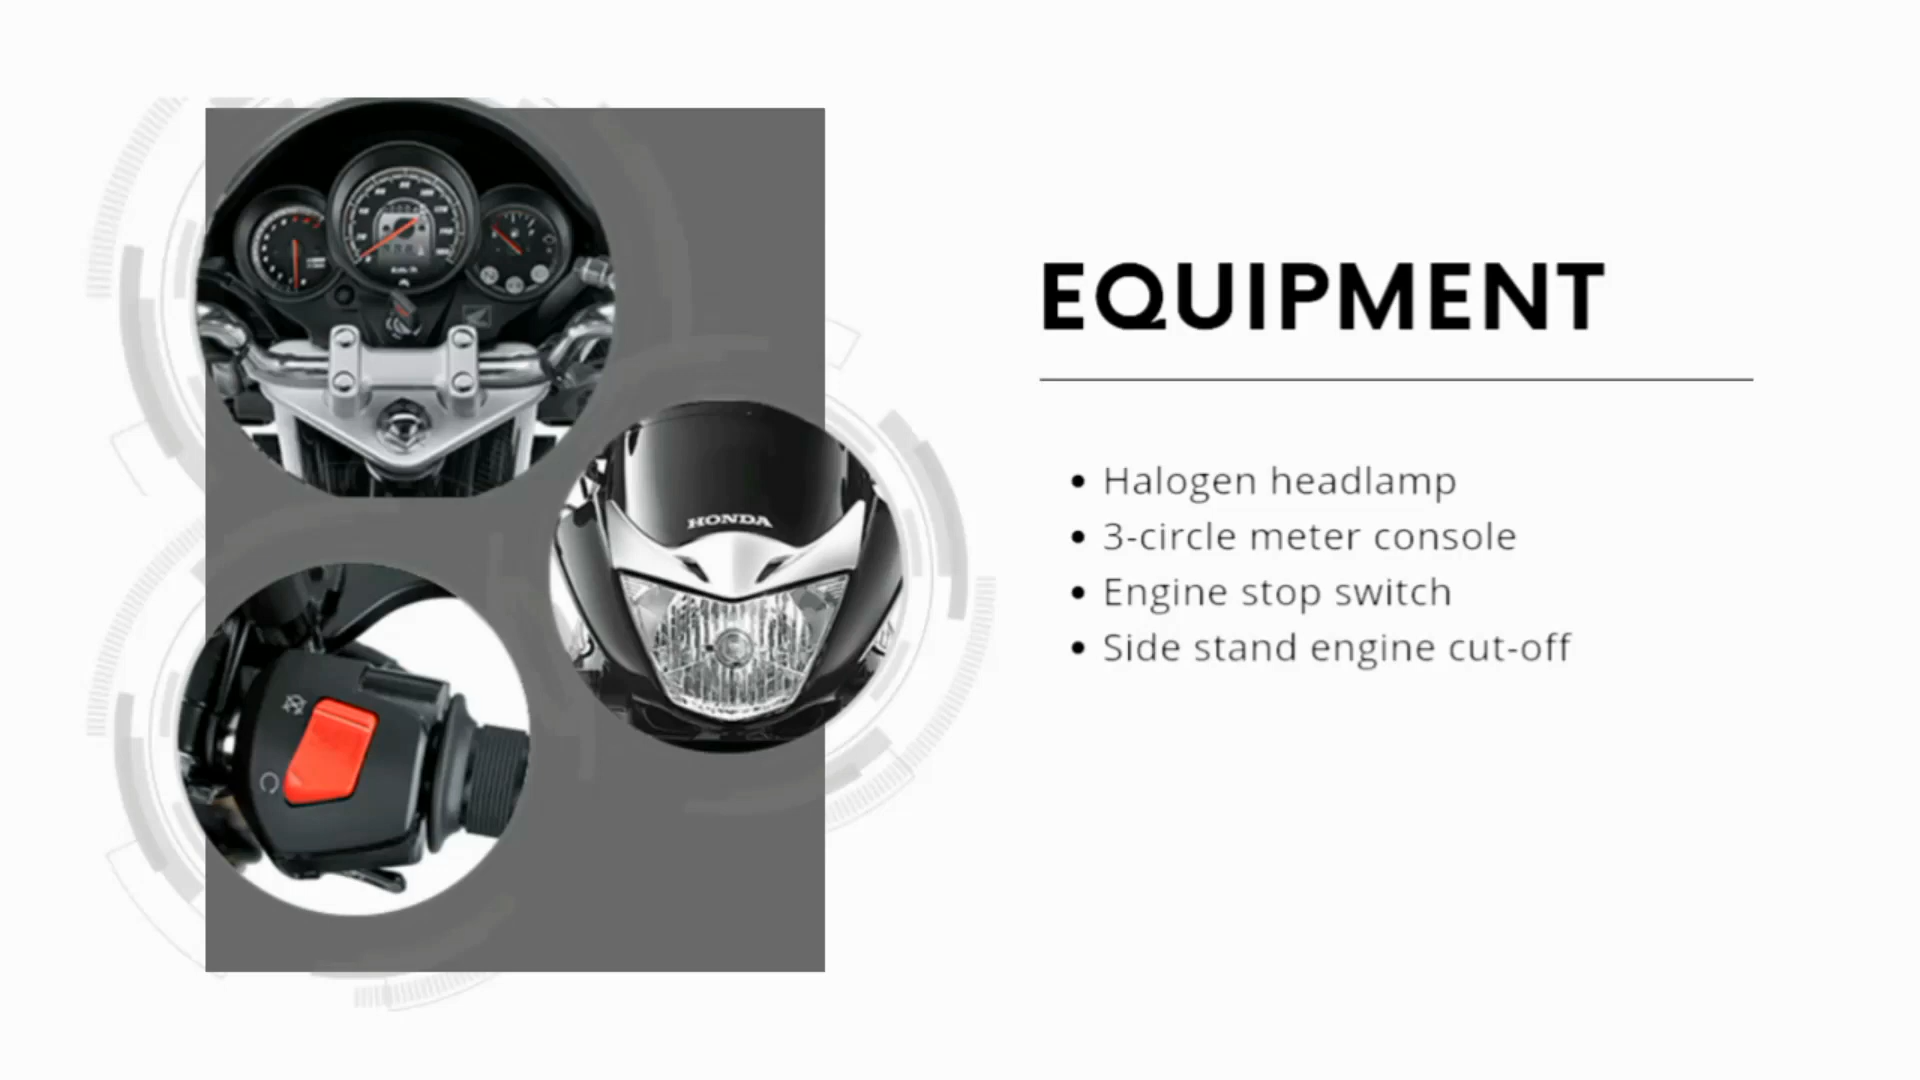 EQUIPMENT
HONDA
Halogen headlamp
3-circle meter console
Engine stop switch
Side stand engine cut-off